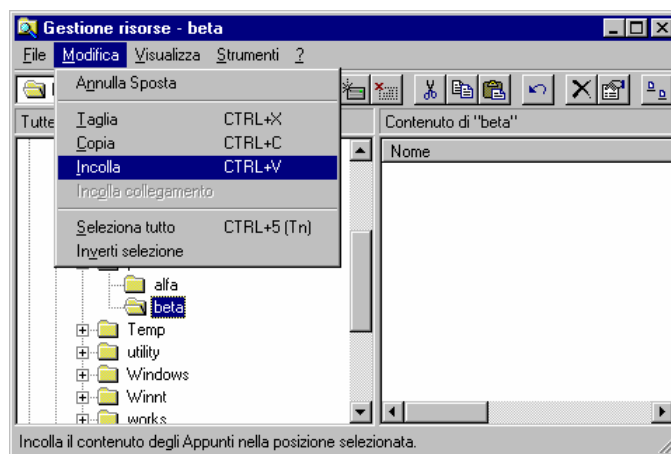 Gestione risorse - beta
File Modifica Visualizza Strumenti ?
Annulla Sposta
Tutte
Contenuto di "beta"
Taglia CTRL+X
Copia CTRL+C
Nome
Incolla CTRL+V
Incolla collegamento
Seleziona tutto CTRL+5 (Tn)
Inverti selezione
alfa
beta
Temp
utility
Windows
Winnt
works
Incolla il contenuto degli Appunti nella posizione selezionata.